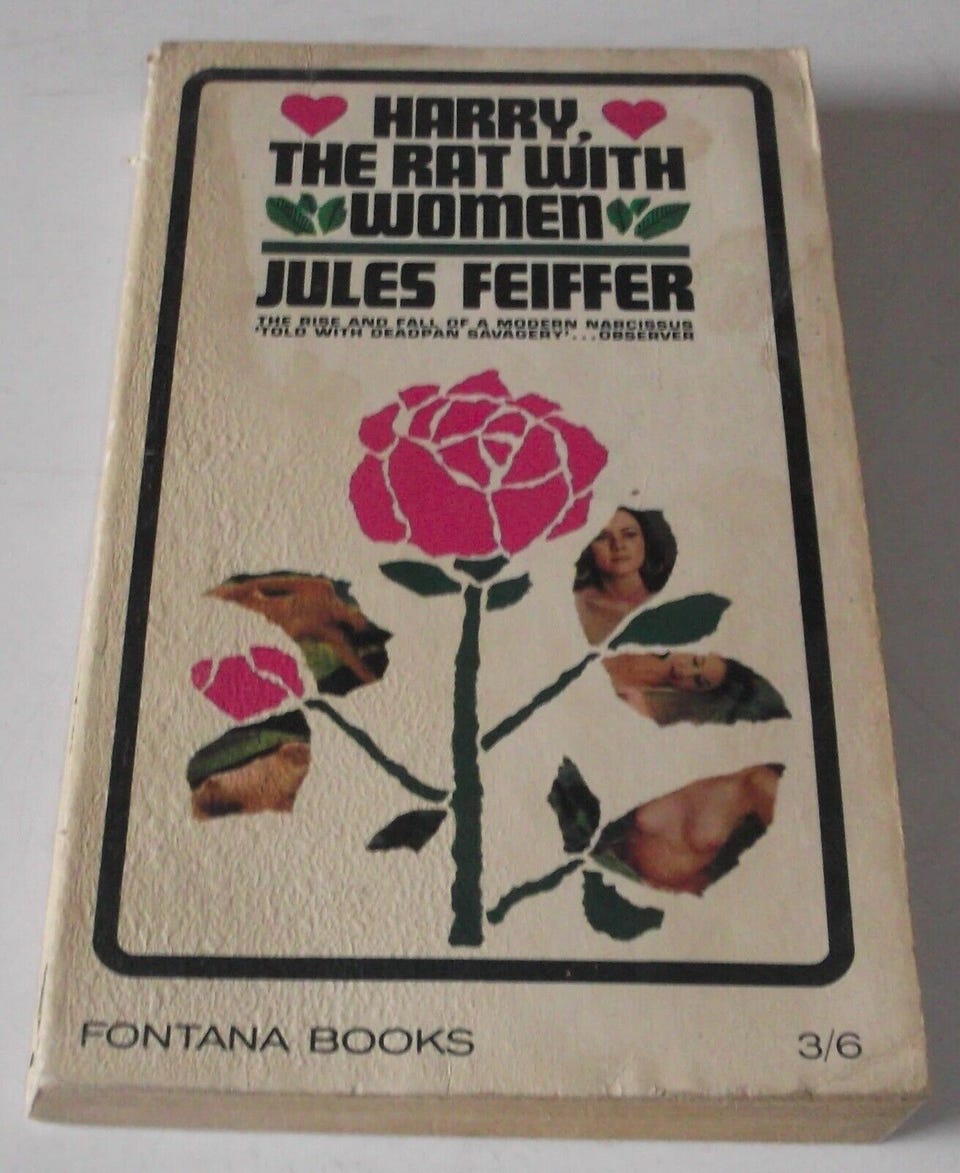 HARRY,
THE RAT WITH
WOMEN
JULES FEIFFER
THE RISE AND FALL OF A MODERN NARCISSUS
'TOLD WITH DEADPAN SAVAGERY'...OBSERVER
FONTANA BOOKS
3/6